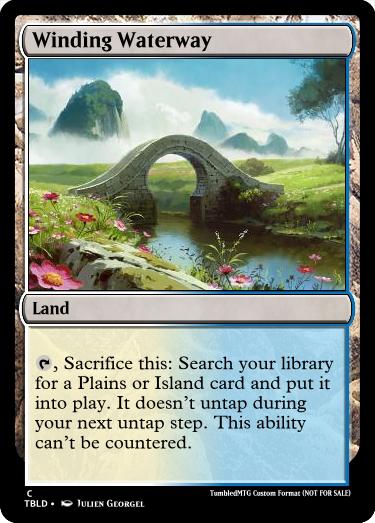 Winding Waterway
Land
, Sacrifice this: Search your library
for a Plains or Island card and put it
into play. It doesn't untap during
your next untap step. This ability
can't be countered.
C
TBLD • Julien Georgel
TumbledMTG Custom Format (NOT FOR SALE)